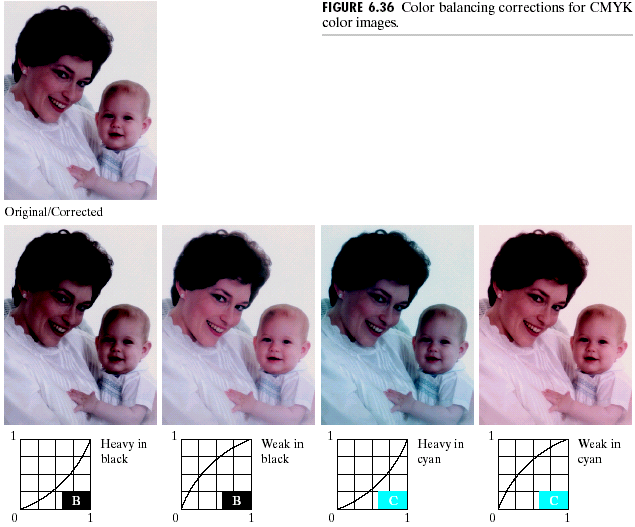 FIGURE 6.36 Color balancing corrections for CMYK
color images.
Original/Corrected
1
Heavy in
black
B
0 1
1
Weak in
black
B
0 1
1
Heavy in
cyan
C
0 1
1
Weak in
cyan
C
0 1